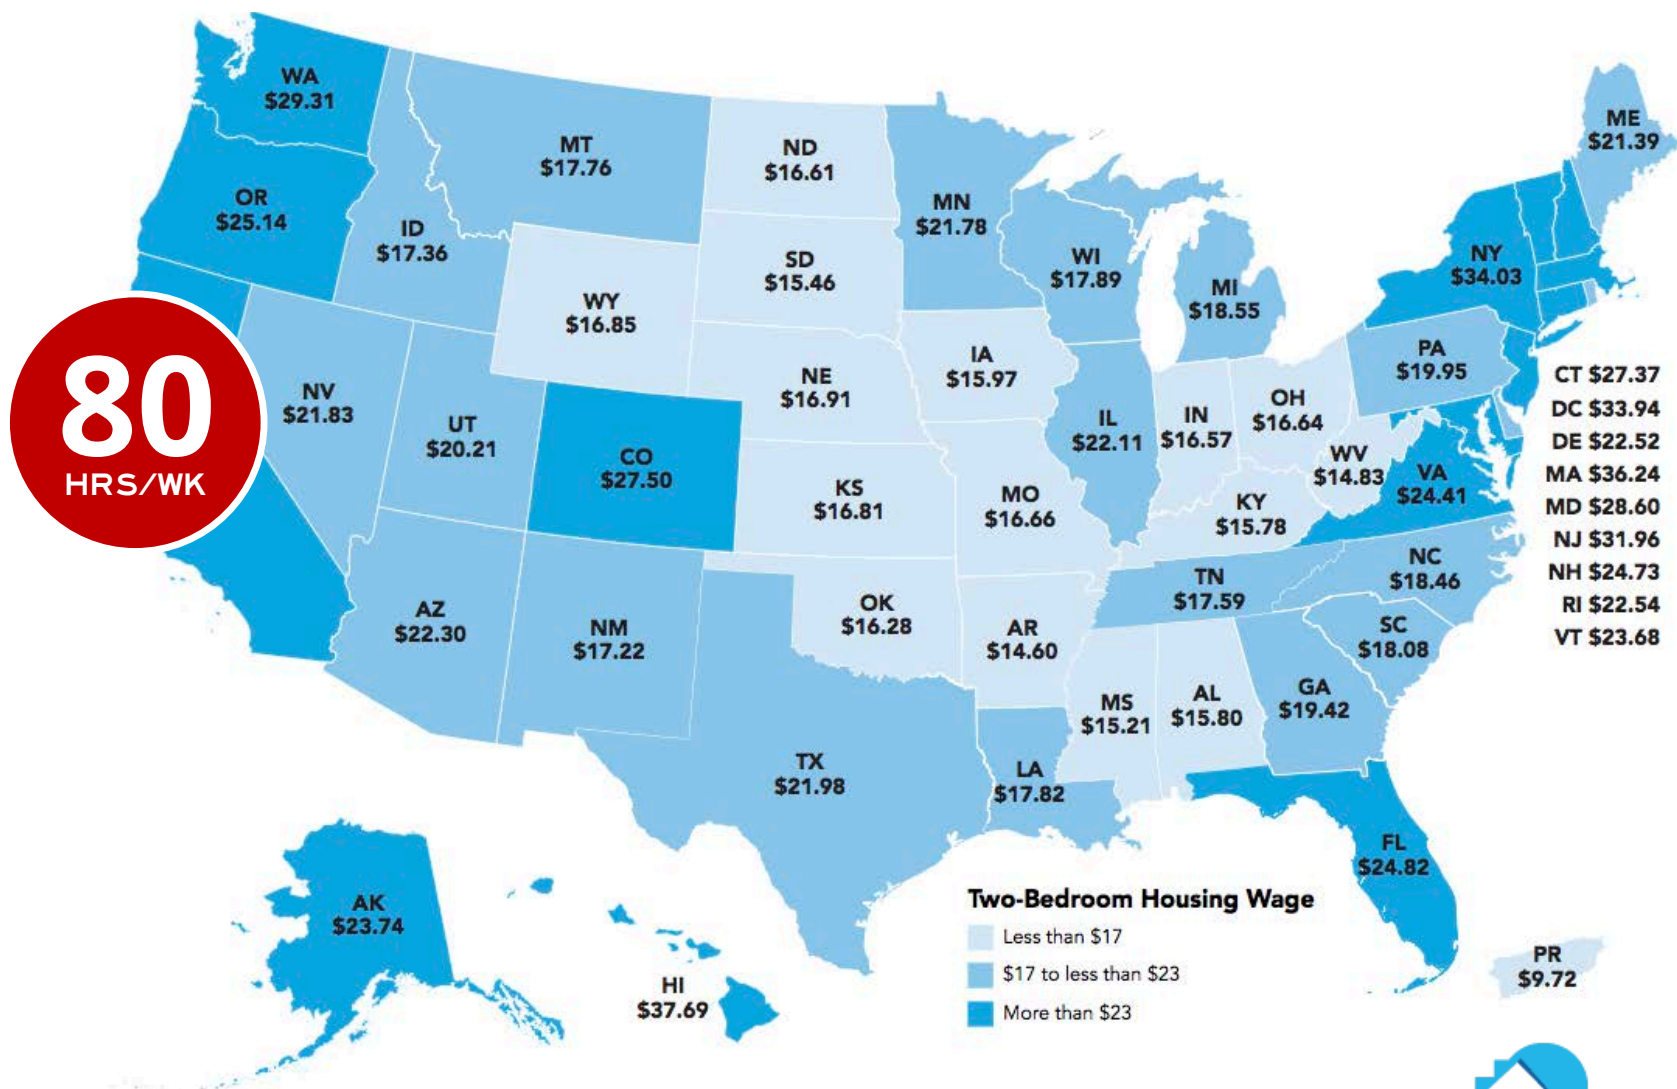 WA
$29.31
OR
$25.14
ID
$17.36
MT
$17.76
ND
$16.61
SD
$15.46
WY
$16.85
MN
$21.78
WI
$17.89
MI
$18.55
ME
$21.39
NY
$34.03
PA
$19.95
80
HRS/WK
NV
$21.83
UT
$20.21
CO
$27.50
NE
$16.91
KS
$16.81
IA
$15.97
MO
$16.66
IL
$22.11
IN
$16.57
OH
$16.64
WV
$14.83
VA
$24.41
KY
$15.78
CT $27.37
DC $33.94
DE $22.52
MA $36.24
MD $28.60
NJ $31.96
NH $24.73
RI $22.54
VT $23.68
AZ
$22.30
NM
$17.22
OK
$16.28
AR
$14.60
TN
$17.59
NC
$18.46
SC
$18.08
MS
$15.21
AL
$15.80
GA
$19.42
TX
$21.98
LA
$17.82
FL
$24.82
AK
$23.74
HI
$37.69
PR
$9.72
Two-Bedroom Housing Wage
Less than $17
$17 to less than $23
More than $23